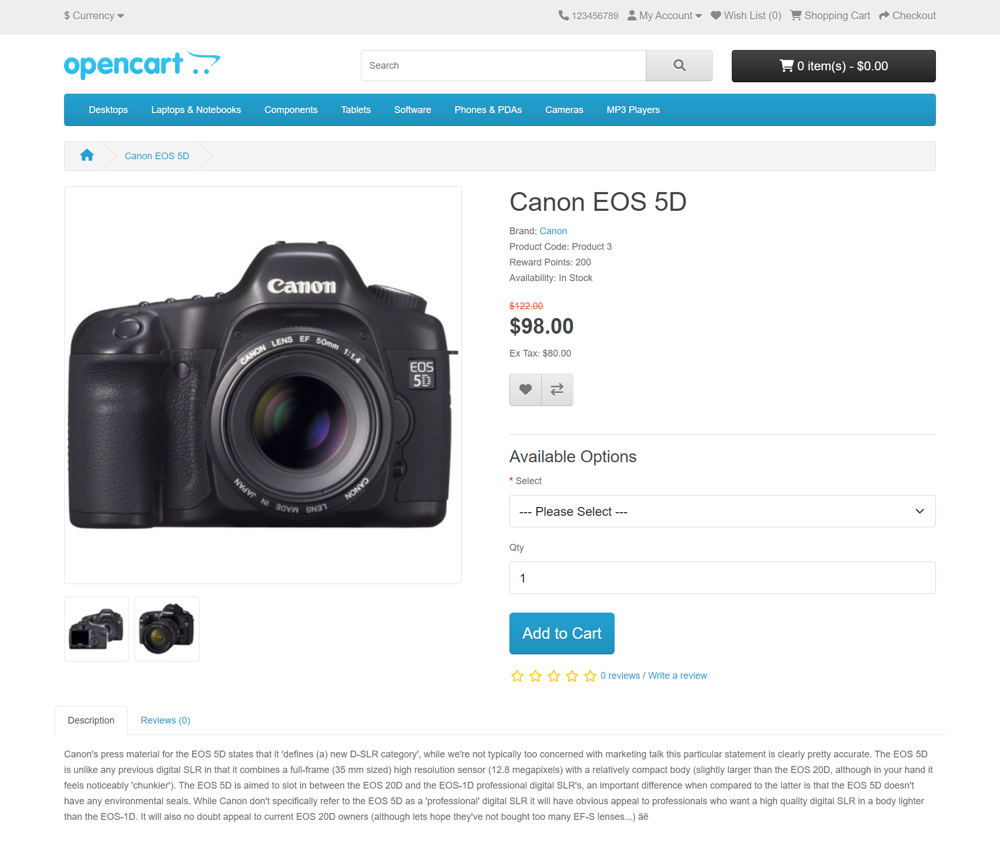 $ Currency
123456789 My Account Wish List (0) Shopping Cart Checkout
opencart
Search
0 item(s) - $0.00
Desktops Laptops & Notebooks Components Tablets Software Phones & PDAs Cameras MP3 Players
Canon EOS 5D
Canon
CANON LENS EF 50mm 1:1.4
EOS
5D
CANON LENS MADE IN JAPAN
Canon EOS 5D
Brand: Canon
Product Code: Product 3
Reward Points: 200
Availability: In Stock
$122.00
$98.00
Ex Tax: $80.00
Available Options
* Select
--- Please Select ---
Qty
1
Add to Cart
0 reviews / Write a review
Description Reviews (0)
Canon's press material for the EOS 5D states that it 'defines (a) new D-SLR category', while we're not typically too concerned with marketing talk this particular statement is clearly pretty accurate. The EOS 5D
is unlike any previous digital SLR in that it combines a full-frame (35 mm sized) high resolution sensor (12.8 megapixels) with a relatively compact body (slightly larger than the EOS 20D, although in your hand it
feels noticeably 'chunkier'). The EOS 5D is aimed to slot in between the EOS 20D and the EOS-1D professional digital SLR's, an important difference when compared to the latter is that the EOS 5D doesn't
have any environmental seals. While Canon don't specifically refer to the EOS 5D as a 'professional' digital SLR it will have obvious appeal to professionals who want a high quality digital SLR in a body lighter
than the EOS-1D. It will also no doubt appeal to current EOS 20D owners (although lets hope they've not bought too many EF-S lenses...) äë